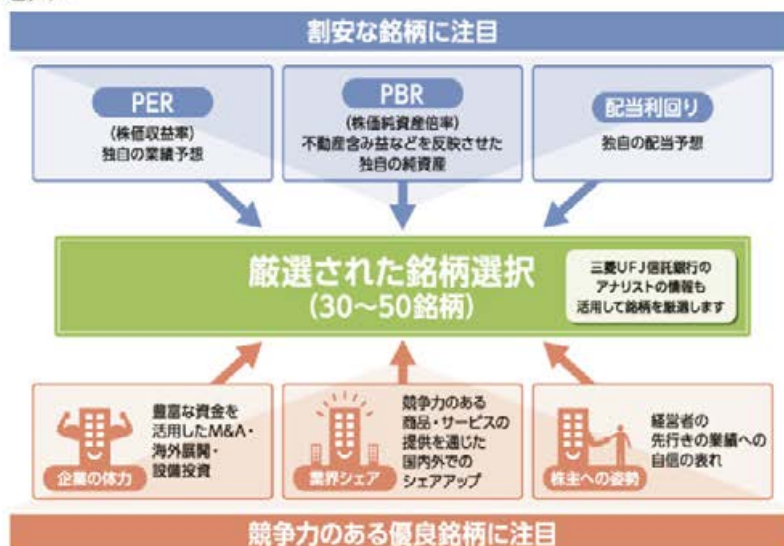 割安な銘柄に注目
PER
(株価収益率)
独自の業績予想
PBR
(株価純資産倍率)
不動産含み益などを反映させた
独自の純資産
配当利回り
独自の配当予想
厳選された銘柄選択
(30〜50銘柄)
三菱UFJ信託銀行の
アナリストの情報も
活用して銘柄を厳選します
豊富な資金を
活用したM&A・
海外展開・
設備投資
企業の体力
競争力のある
商品・サービスの
提供を通じた
国内外での
シェアアップ
業界シェア
経営者の
先行きの業績への
自信の表れ
株主への姿勢
競争力のある優良銘柄に注目